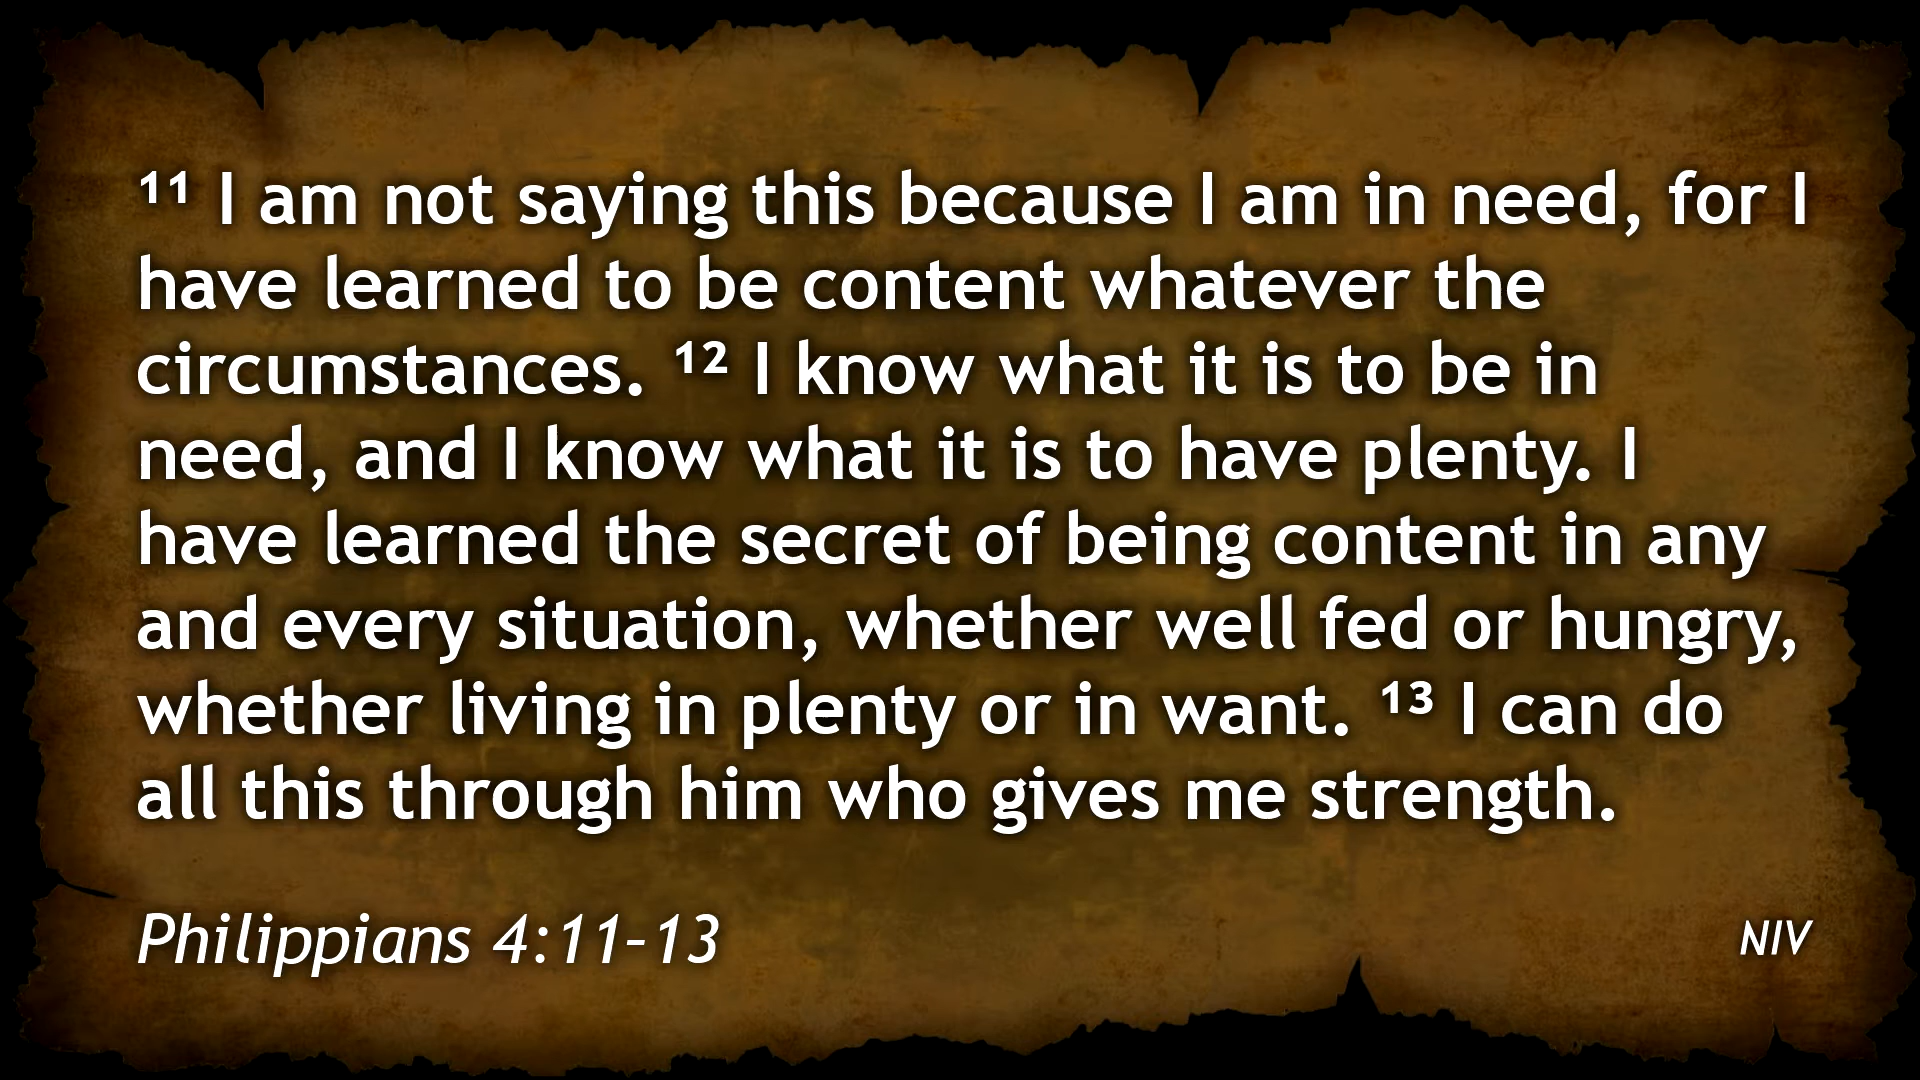 ¹¹ I am not saying this because I am in need, for I
have learned to be content whatever the
circumstances. ¹² I know what it is to be in
need, and I know what it is to have plenty. I
have learned the secret of being content in any
and every situation, whether well fed or hungry,
whether living in plenty or in want. ¹³ I can do
all this through him who gives me strength.
Philippians 4:11–13
NIV